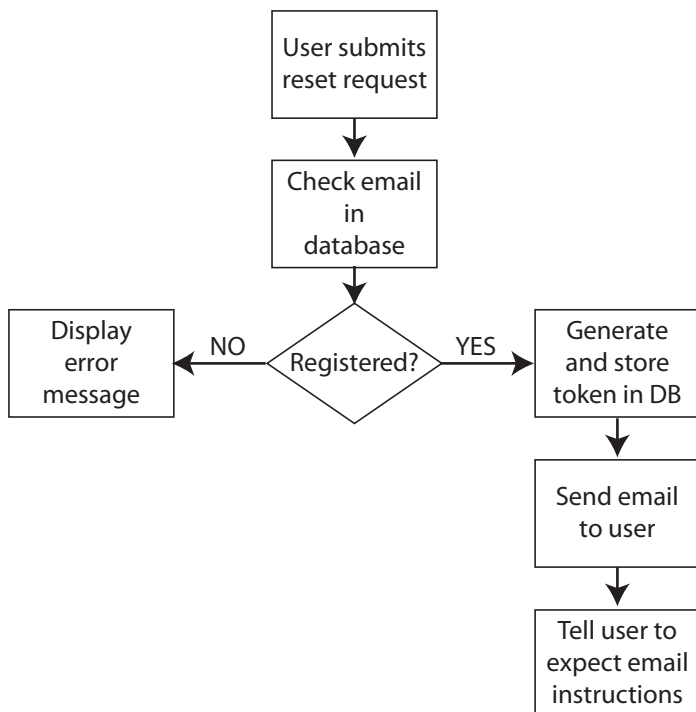 User submits
reset request
Check email
in
database
Display
error
message
NO
Registered?
YES
Generate
and store
token in DB
Send email
to user
Tell user to
expect email
instructions